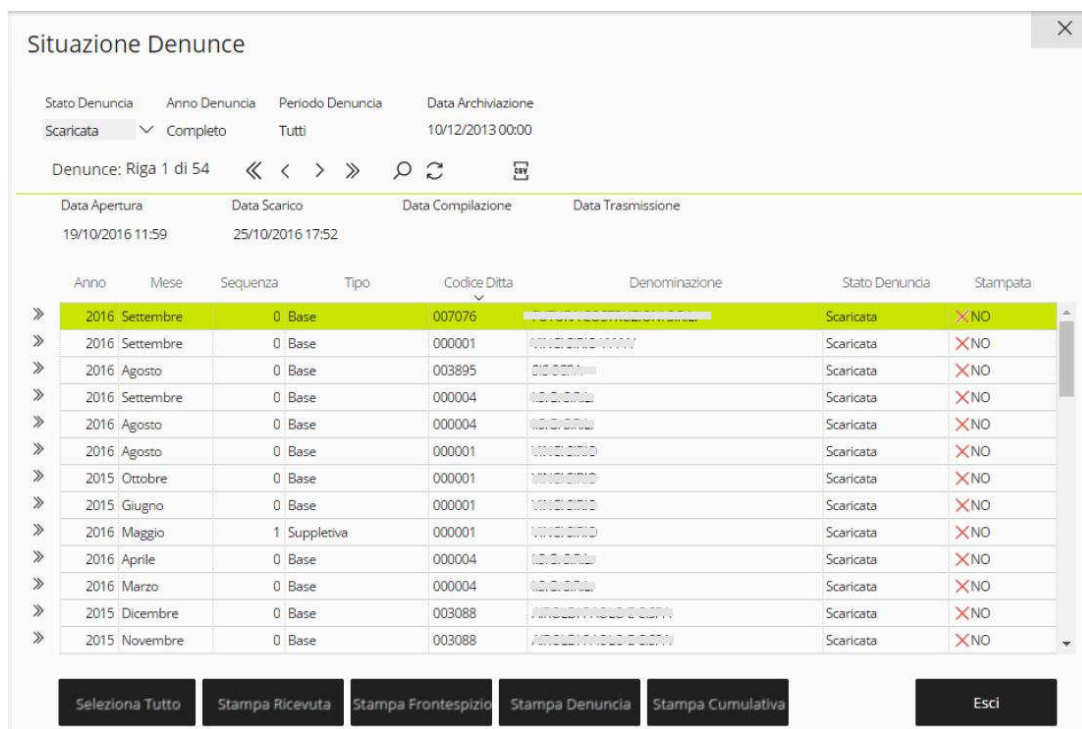 Situazione Denunce
Stato Denuncia Anno Denuncia Periodo Denuncia Data Archiviazione
Scaricata Completo Tutti 10/12/2013 00:00
Denunce: Riga 1 di 54 CSV
Data Apertura Data Scarico Data Compilazione Data Trasmissione
19/10/2016 11:59 25/10/2016 17:52
Anno Mese Sequenza Tipo Codice Ditta Denominazione Stato Denuncia Stampata
2016 Settembre 0 Base 007076 Scaricata NO
2016 Settembre 0 Base 000001 Scaricata NO
2016 Agosto 0 Base 003895 Scaricata NO
2016 Settembre 0 Base 000004 Scaricata NO
2016 Agosto 0 Base 000004 Scaricata NO
2016 Agosto 0 Base 000001 Scaricata NO
2015 Ottobre 0 Base 000001 Scaricata NO
2015 Giugno 0 Base 000001 Scaricata NO
2016 Maggio 1 Suppletiva 000001 Scaricata NO
2016 Aprile 0 Base 000004 Scaricata NO
2016 Marzo 0 Base 000004 Scaricata NO
2015 Dicembre 0 Base 003088 Scaricata NO
2015 Novembre 0 Base 003088 Scaricata NO
Seleziona Tutto Stampa Ricevuta Stampa Frontespizio Stampa Denuncia Stampa Cumulativa Esci